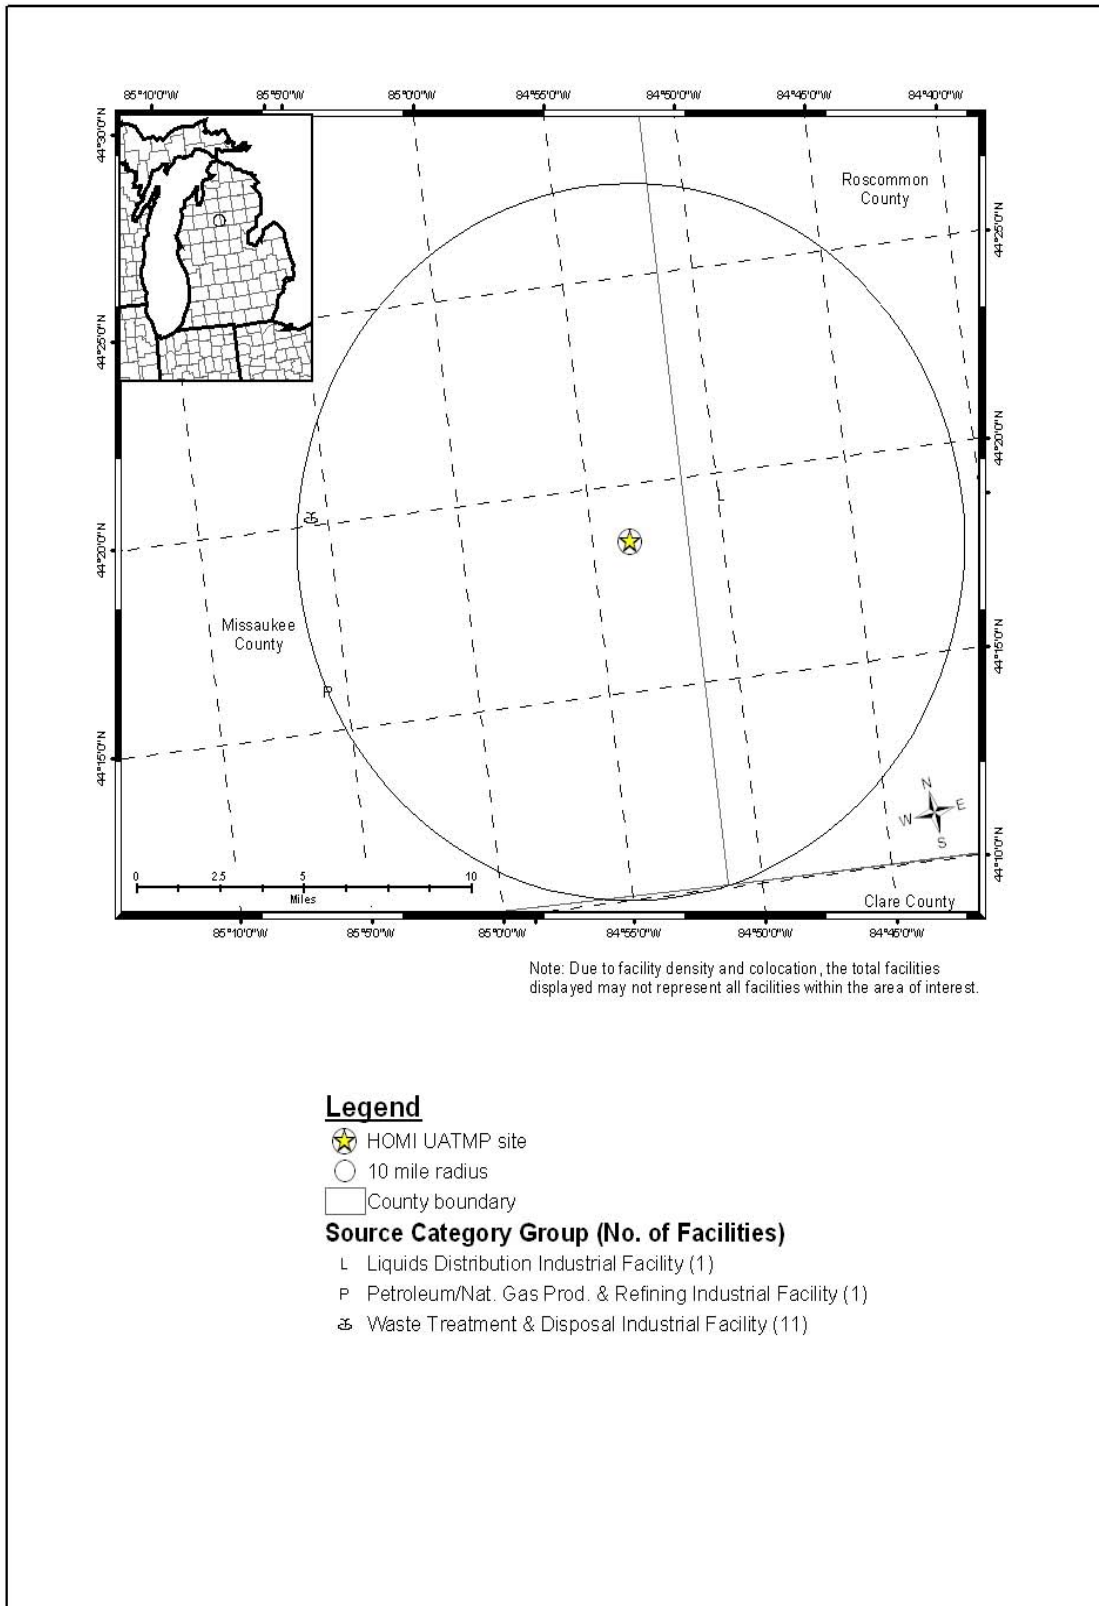 85°10'0"W 85°5'0"W 85°0'0"W 84°55'0"W 84°50'0"W 84°45'0"W 84°40'0"W
44°30'0"N
Roscommon
County
44°25'0"N
44°25'0"N
44°20'0"N
44°20'0"N
Missaukee
County
44°15'0"N
P
44°15'0"N
N
W E
S
44°10'0"N
0 2.5 5 10
Miles
Clare County
85°10'0"W 85°5'0"W 85°0'0"W 84°55'0"W 84°50'0"W 84°45'0"W
Note: Due to facility density and colocation, the total facilities
displayed may not represent all facilities within the area of interest.
Legend
HOMI UATMP site
10 mile radius
County boundary
Source Category Group (No. of Facilities)
L Liquids Distribution Industrial Facility (1)
P Petroleum/Nat. Gas Prod. & Refining Industrial Facility (1)
Waste Treatment & Disposal Industrial Facility (11)